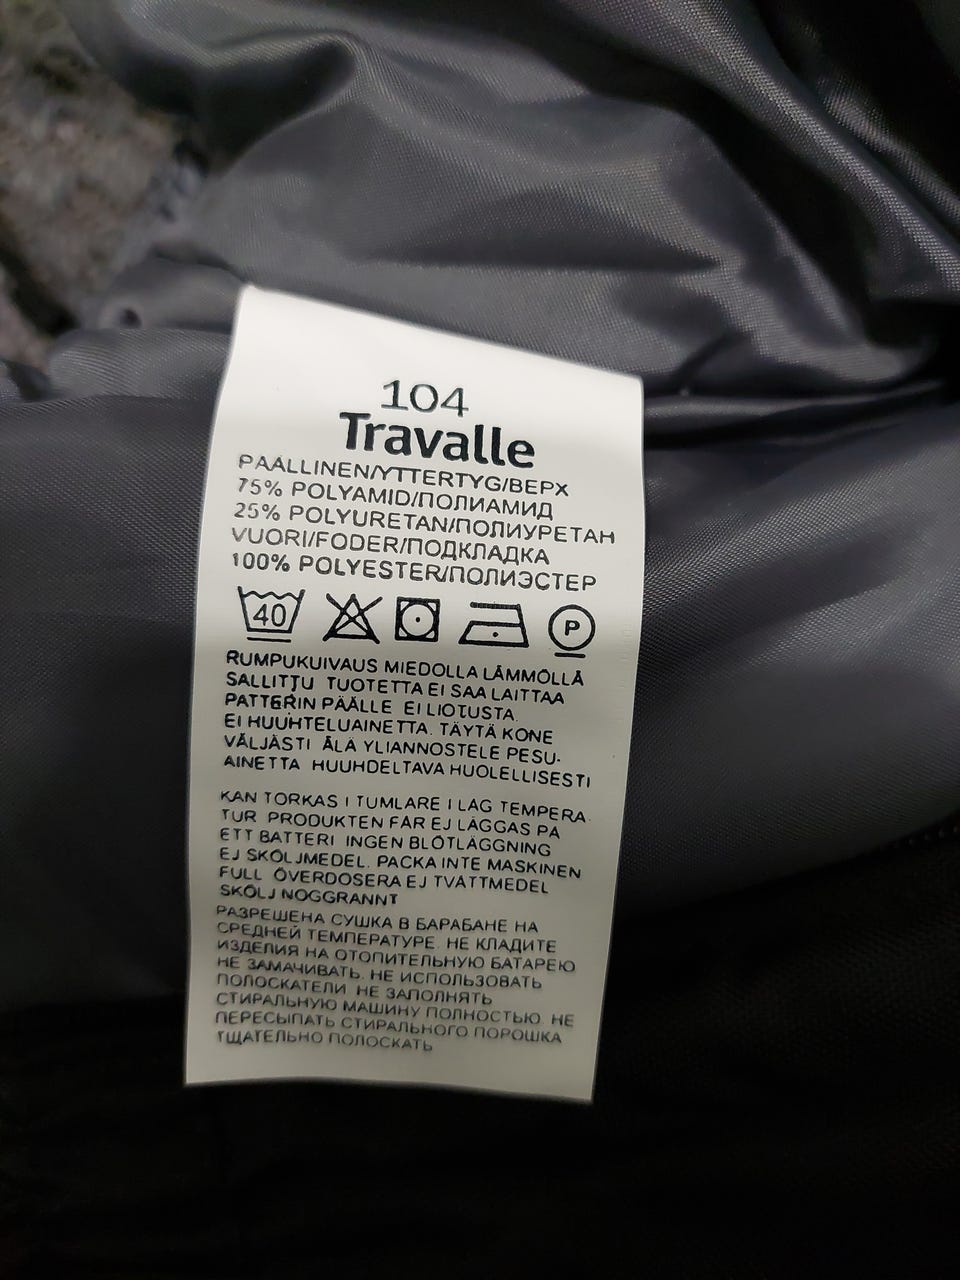 104
Travalle
PÄÄLLINEN/YTTERTYG/ВЕРХ
75% POLYAMID/ПОЛИАМИД
25% POLYURETAN/ПОЛИУРЕТАН
VUORI/FODER/ПОДКЛАДКА
100% POLYESTER/ПОЛИЭСТЕР
40 P
RUMPUKUIVAUS MIEDOLLA LÄMMÖLLÄ
SALLITTU TUOTETTA EI SAA LAITTAA
PATTERIN PÄÄLLE EI LIOTUSTA.
EI HUUHTELUAINETTA. TÄYTÄ KONE
VÄLJÄSTI ÄLÄ YLIANNOSTELE PESU-
AINETTA HUUHDELTAVA HUOLELLISESTI
KAN TORKAS I TUMLARE I LÅG TEMPERA-
TUR PRODUKTEN FÅR EJ LÄGGAS PÅ
ETT BATTERI INGEN BLÖTLÄGGNING
EJ SKÖLJMEDEL. PACKA INTE MASKINEN
FULL ÖVERDOSERA EJ TVÄTTMEDEL
SKÖLJ NOGGRANNT
РАЗРЕШЕНА СУШКА В БАРАБАНЕ НА
СРЕДНЕЙ ТЕМПЕРАТУРЕ. НЕ КЛАДИТЕ
ИЗДЕЛИЯ НА ОТОПИТЕЛЬНУЮ БАТАРЕЮ
НЕ ЗАМАЧИВАТЬ. НЕ ИСПОЛЬЗОВАТЬ
ПОЛОСКАТЕЛИ НЕ ЗАПОЛНЯТЬ
СТИРАЛЬНУЮ МАШИНУ ПОЛНОСТЬЮ. НЕ
ПЕРЕСЫПАТЬ СТИРАЛЬНОГО ПОРОШКА
ТЩАТЕЛЬНО ПОЛОСКАТЬ